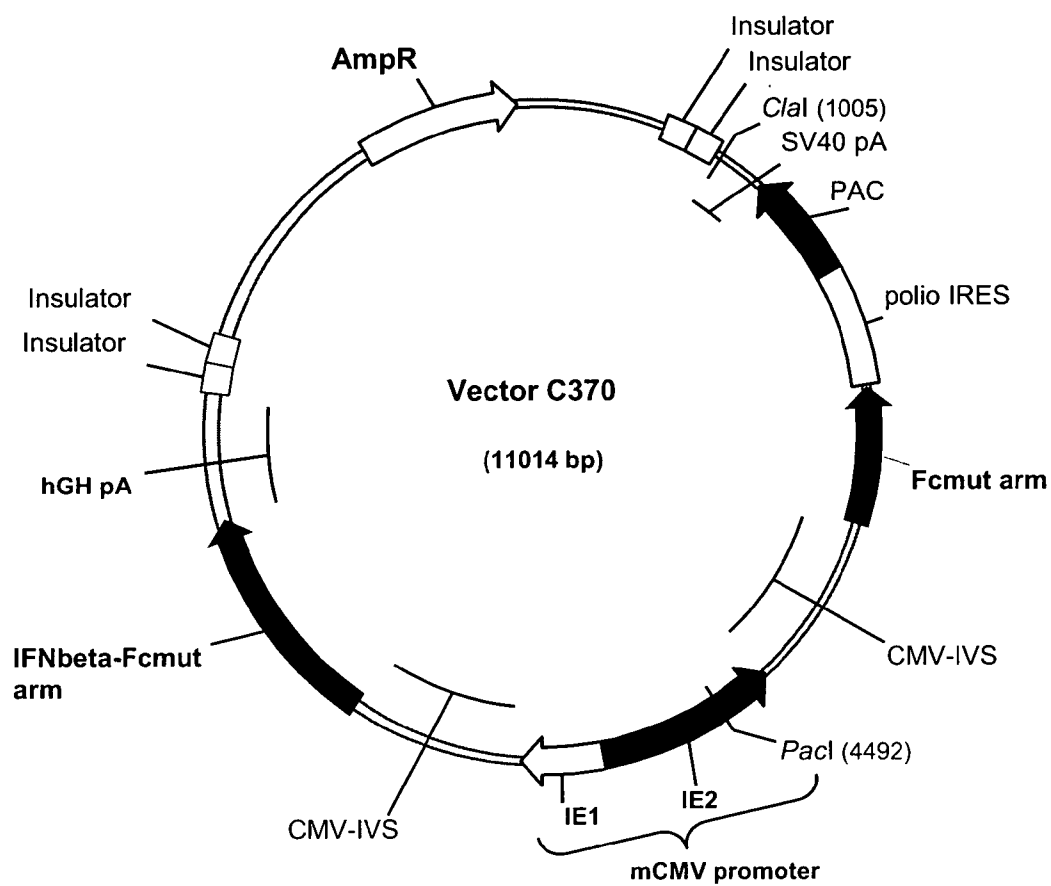 Insulator
Insulator
AmpR
ClaI (1005)
SV40 pA
PAC
polio IRES
Insulator
Insulator
Vector C370
(11014 bp)
hGH pA
Fcmut arm
IFNbeta-Fcmut
arm
CMV-IVS
PacI (4492)
IE2
IE1
CMV-IVS
mCMV promoter